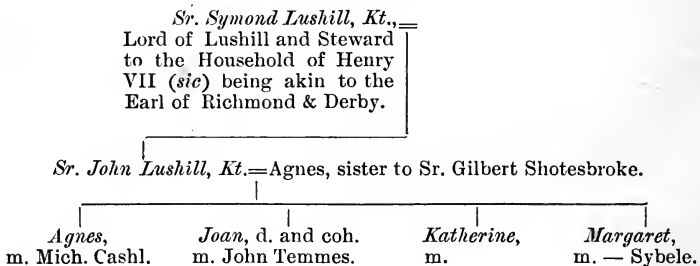 Sr. Symond Lushill, Kt.,=
Lord of Lushill and Steward
to the Household of Henry
VII (sic) being akin to the
Earl of Richmond & Derby.
Sr. John Lushill, Kt.=Agnes, sister to Sr. Gilbert Shotesbroke.
Agnes, Joan, d. and coh. Katherine, Margaret,
m. Mich. Cashl. m. John Temmes. m. m. — Sybele.